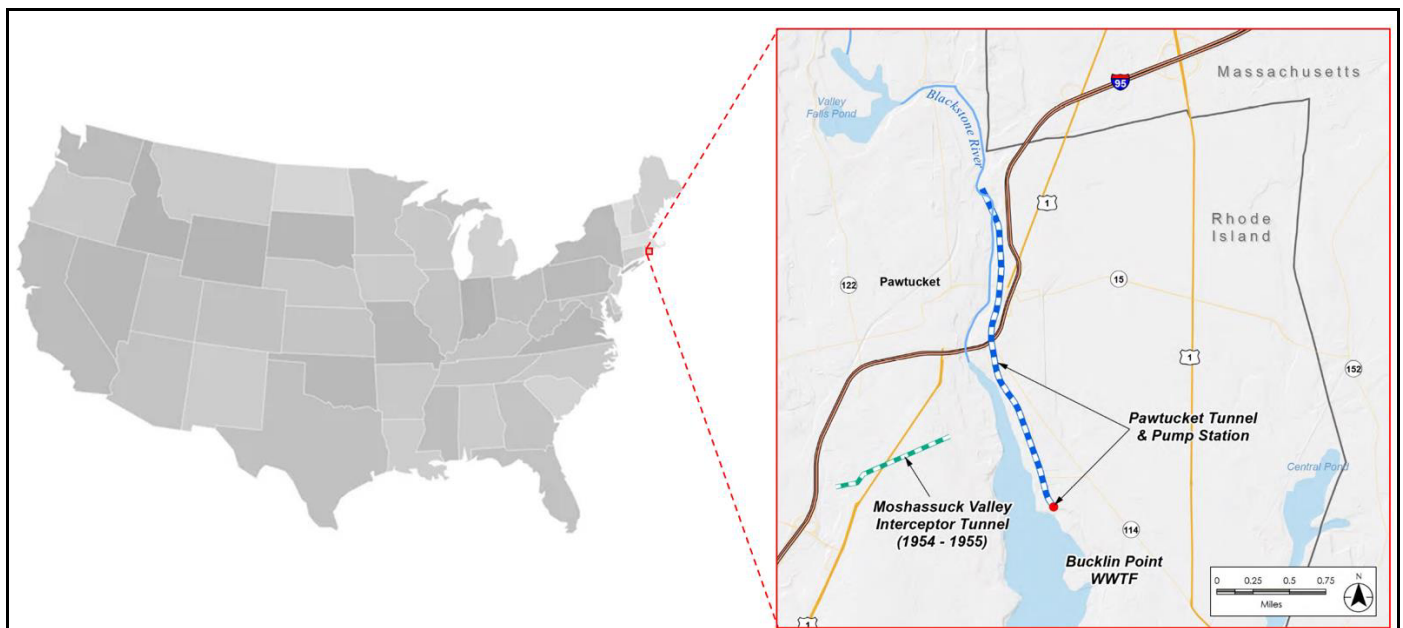 95
Massachusetts
Valley
Falls Pond
Blackstone River
1
Rhode
Island
122
Pawtucket
15
1
152
Pawtucket Tunnel
& Pump Station
Central Pond
Moshassuck Valley
Interceptor Tunnel
(1954 - 1955)
114
Bucklin Point
WWTF
0 0.25 0.5 0.75
Miles
N
1